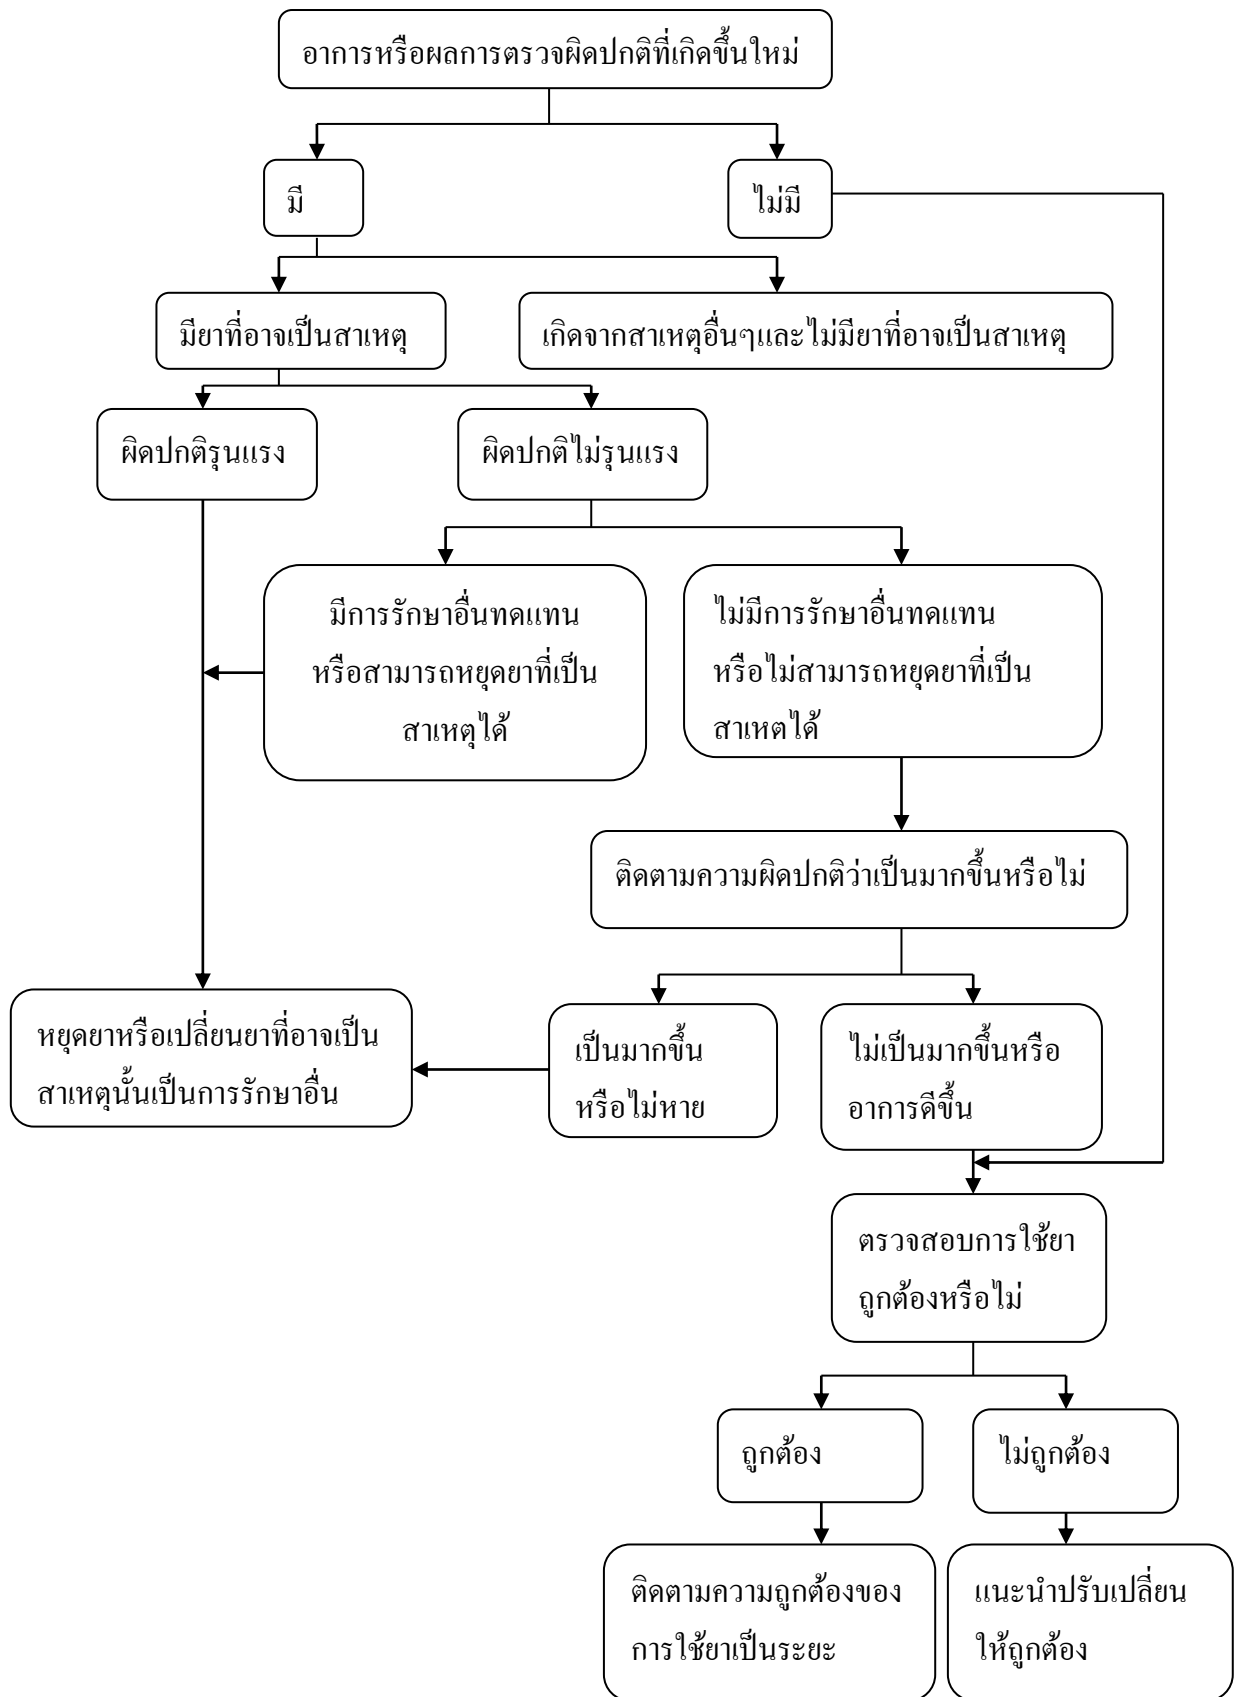 อาการหรือผลการตรวจผิดปกติที่เกิดขึ้นใหม่
มี
ไม่มี
มียาที่อาจเป็นสาเหตุ
เกิดจากสาเหตุอื่นๆและไม่มียาที่อาจเป็นสาเหตุ
ผิดปกติรุนแรง
ผิดปกติไม่รุนแรง
มีการรักษาอื่นทดแทน
หรือสามารถหยุดยาที่เป็น
สาเหตุได้
ไม่มีการรักษาอื่นทดแทน
หรือไม่สามารถหยุดยาที่เป็น
สาเหตได้
ติดตามความผิดปกติว่าเป็นมากขึ้นหรือไม่
หยุดยาหรือเปลี่ยนยาที่อาจเป็น
สาเหตุนั้นเป็นการรักษาอื่น
เป็นมากขึ้น
หรือไม่หาย
ไม่เป็นมากขึ้นหรือ
อาการดีขึ้น
ตรวจสอบการใช้ยา
ถูกต้องหรือไม่
ถูกต้อง
ไม่ถูกต้อง
ติดตามความถูกต้องของ
การใช้ยาเป็นระยะ
แนะนำปรับเปลี่ยน
ให้ถูกต้อง